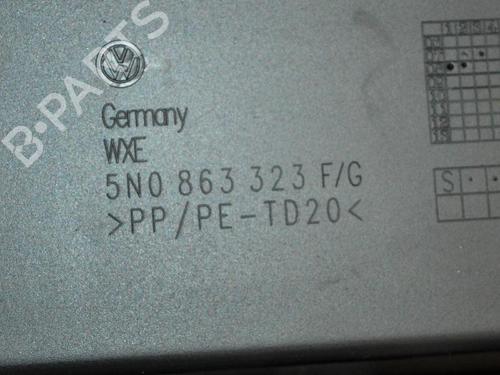 B-PARTS
Germany
WXE
5N0 863 323 F/G
>PP/PE-TD20<
S